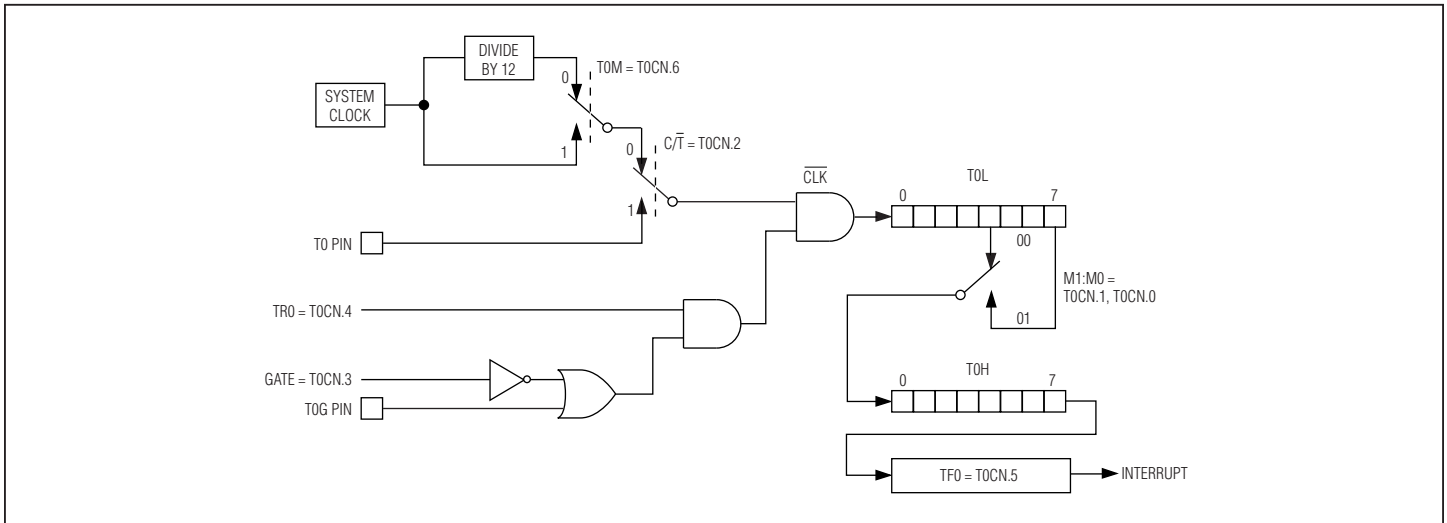 DIVIDE
BY 12
0
T0M = T0CN.6
SYSTEM
CLOCK
1
0
C/T̅ = T0CN.2
C̅L̅K̅
T0L
0
7
1
T0 PIN
00
M1:M0 =
T0CN.1, T0CN.0
TR0 = T0CN.4
01
T0H
GATE = T0CN.3
0
7
T0G PIN
TF0 = T0CN.5
INTERRUPT